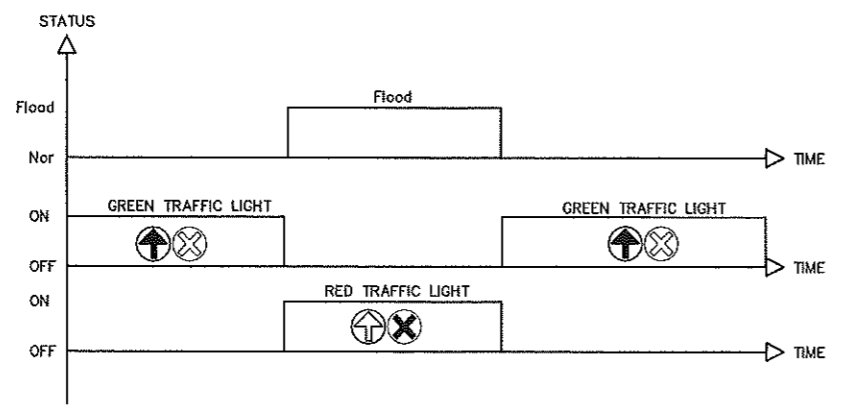 STATUS
Flood
Flood
Nor
TIME
GREEN TRAFFIC LIGHT
GREEN TRAFFIC LIGHT
ON
OFF
TIME
RED TRAFFIC LIGHT
ON
OFF
TIME